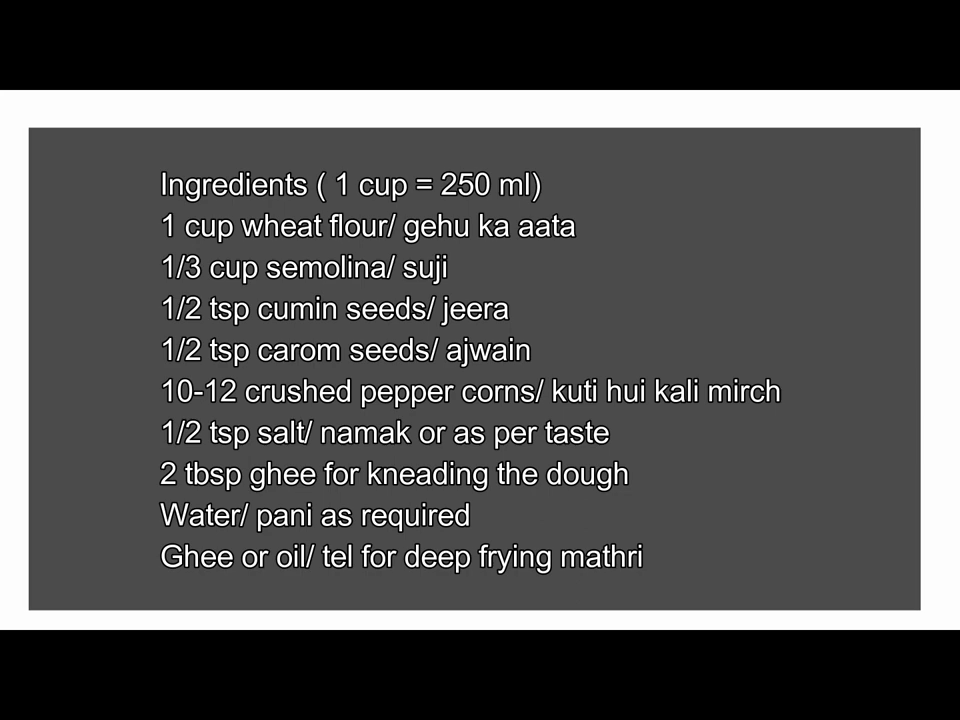 Ingredients ( 1 cup = 250 ml)
1 cup wheat flour/ gehu ka aata
1/3 cup semolina/ suji
1/2 tsp cumin seeds/ jeera
1/2 tsp carom seeds/ ajwain
10-12 crushed pepper corns/ kuti hui kali mirch
1/2 tsp salt/ namak or as per taste
2 tbsp ghee for kneading the dough
Water/ pani as required
Ghee or oil/ tel for deep frying mathri